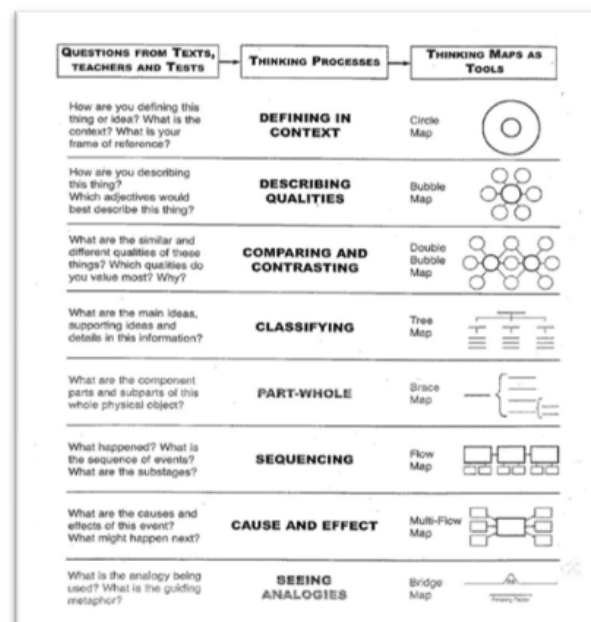 QUESTIONS FROM TEXTS,
TEACHERS AND TESTS
THINKING PROCESSES
THINKING MAPS AS
TOOLS
How are you defining this
thing or idea? What is the
context? What is your
frame of reference?
DEFINING IN
CONTEXT
Circle
Map
How are you describing
this thing?
Which adjectives would
best describe this thing?
DESCRIBING
QUALITIES
Bubble
Map
What are the similar and
different qualities of these
things? Which qualities do
you value most? Why?
COMPARING AND
CONTRASTING
Double
Bubble
Map
What are the main ideas,
supporting ideas and
details in this information?
CLASSIFYING
Tree
Map
What are the component
parts and subparts of this
whole physical object?
PART-WHOLE
Brace
Map
What happened? What is
the sequence of events?
What are the substages?
SEQUENCING
Flow
Map
What are the causes and
effects of this event?
What might happen next?
CAUSE AND EFFECT
Multi-Flow
Map
What is the analogy being
used? What is the guiding
metaphor?
SEEING
ANALOGIES
Bridge
Map